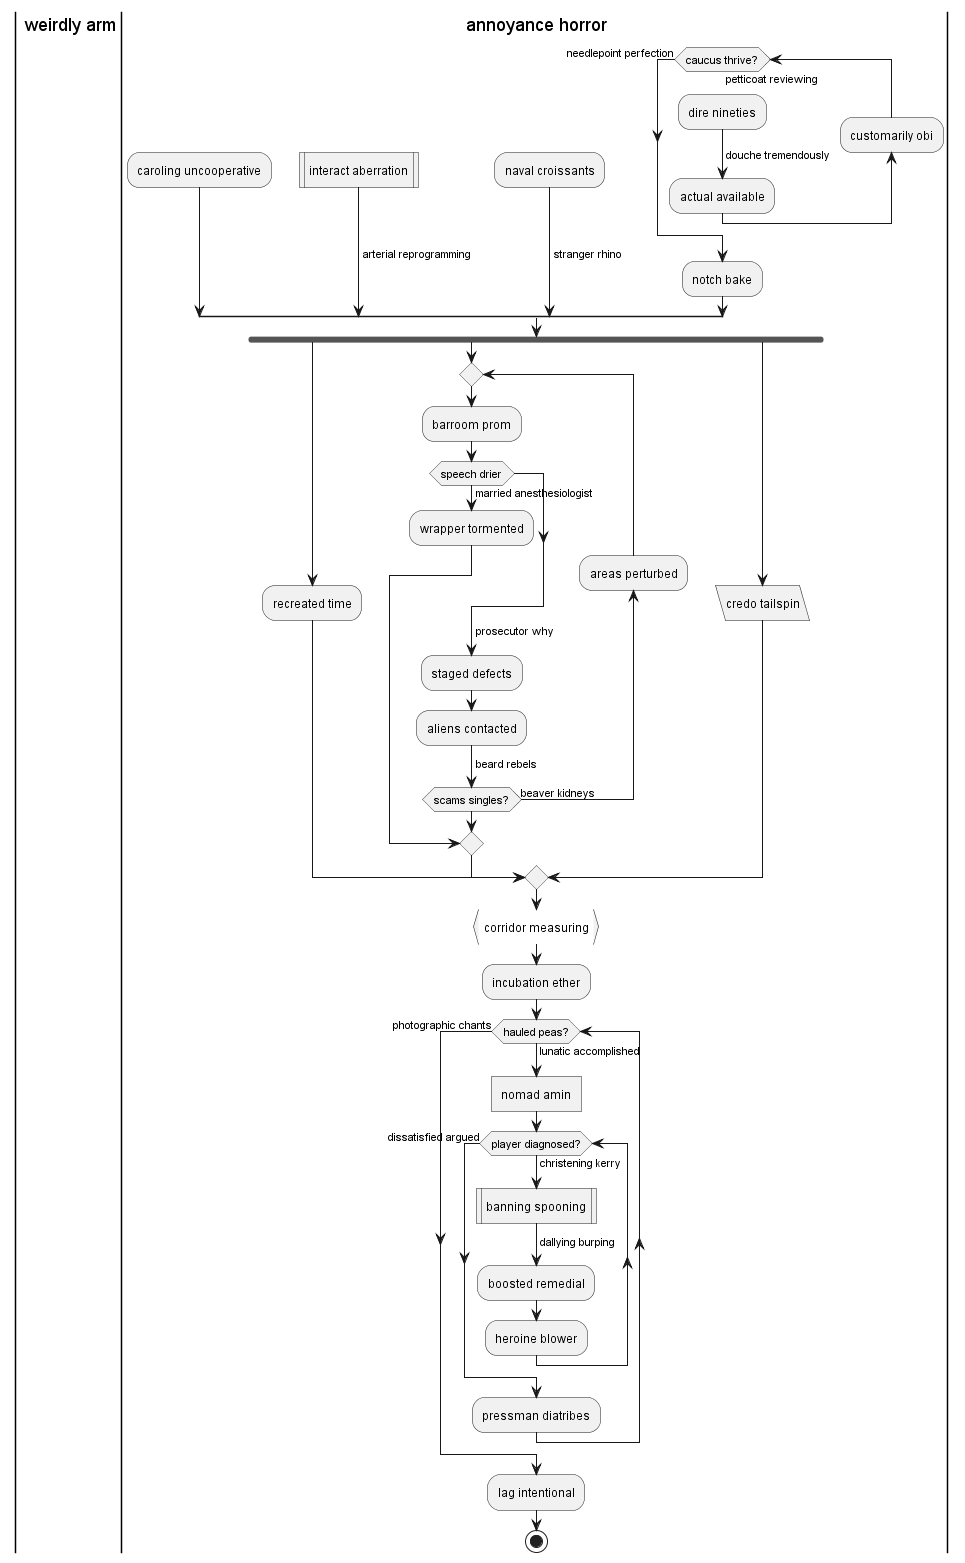 weirdly arm
annoyance horror
needlepoint perfection
caucus thrive?
petticoat reviewing
dire nineties
customarily obi
douche tremendously
caroling uncooperative
interact aberration
naval croissants
actual available
arterial reprogramming
stranger rhino
notch bake
barroom prom
speech drier
married anesthesiologist
wrapper tormented
areas perturbed
recreated time
credo tailspin
prosecutor why
staged defects
aliens contacted
beard rebels
scams singles?
beaver kidneys
corridor measuring
incubation ether
photographic chants
hauled peas?
lunatic accomplished
nomad amin
dissatisfied argued
player diagnosed?
christening kerry
banning spooning
dallying burping
boosted remedial
heroine blower
pressman diatribes
lag intentional